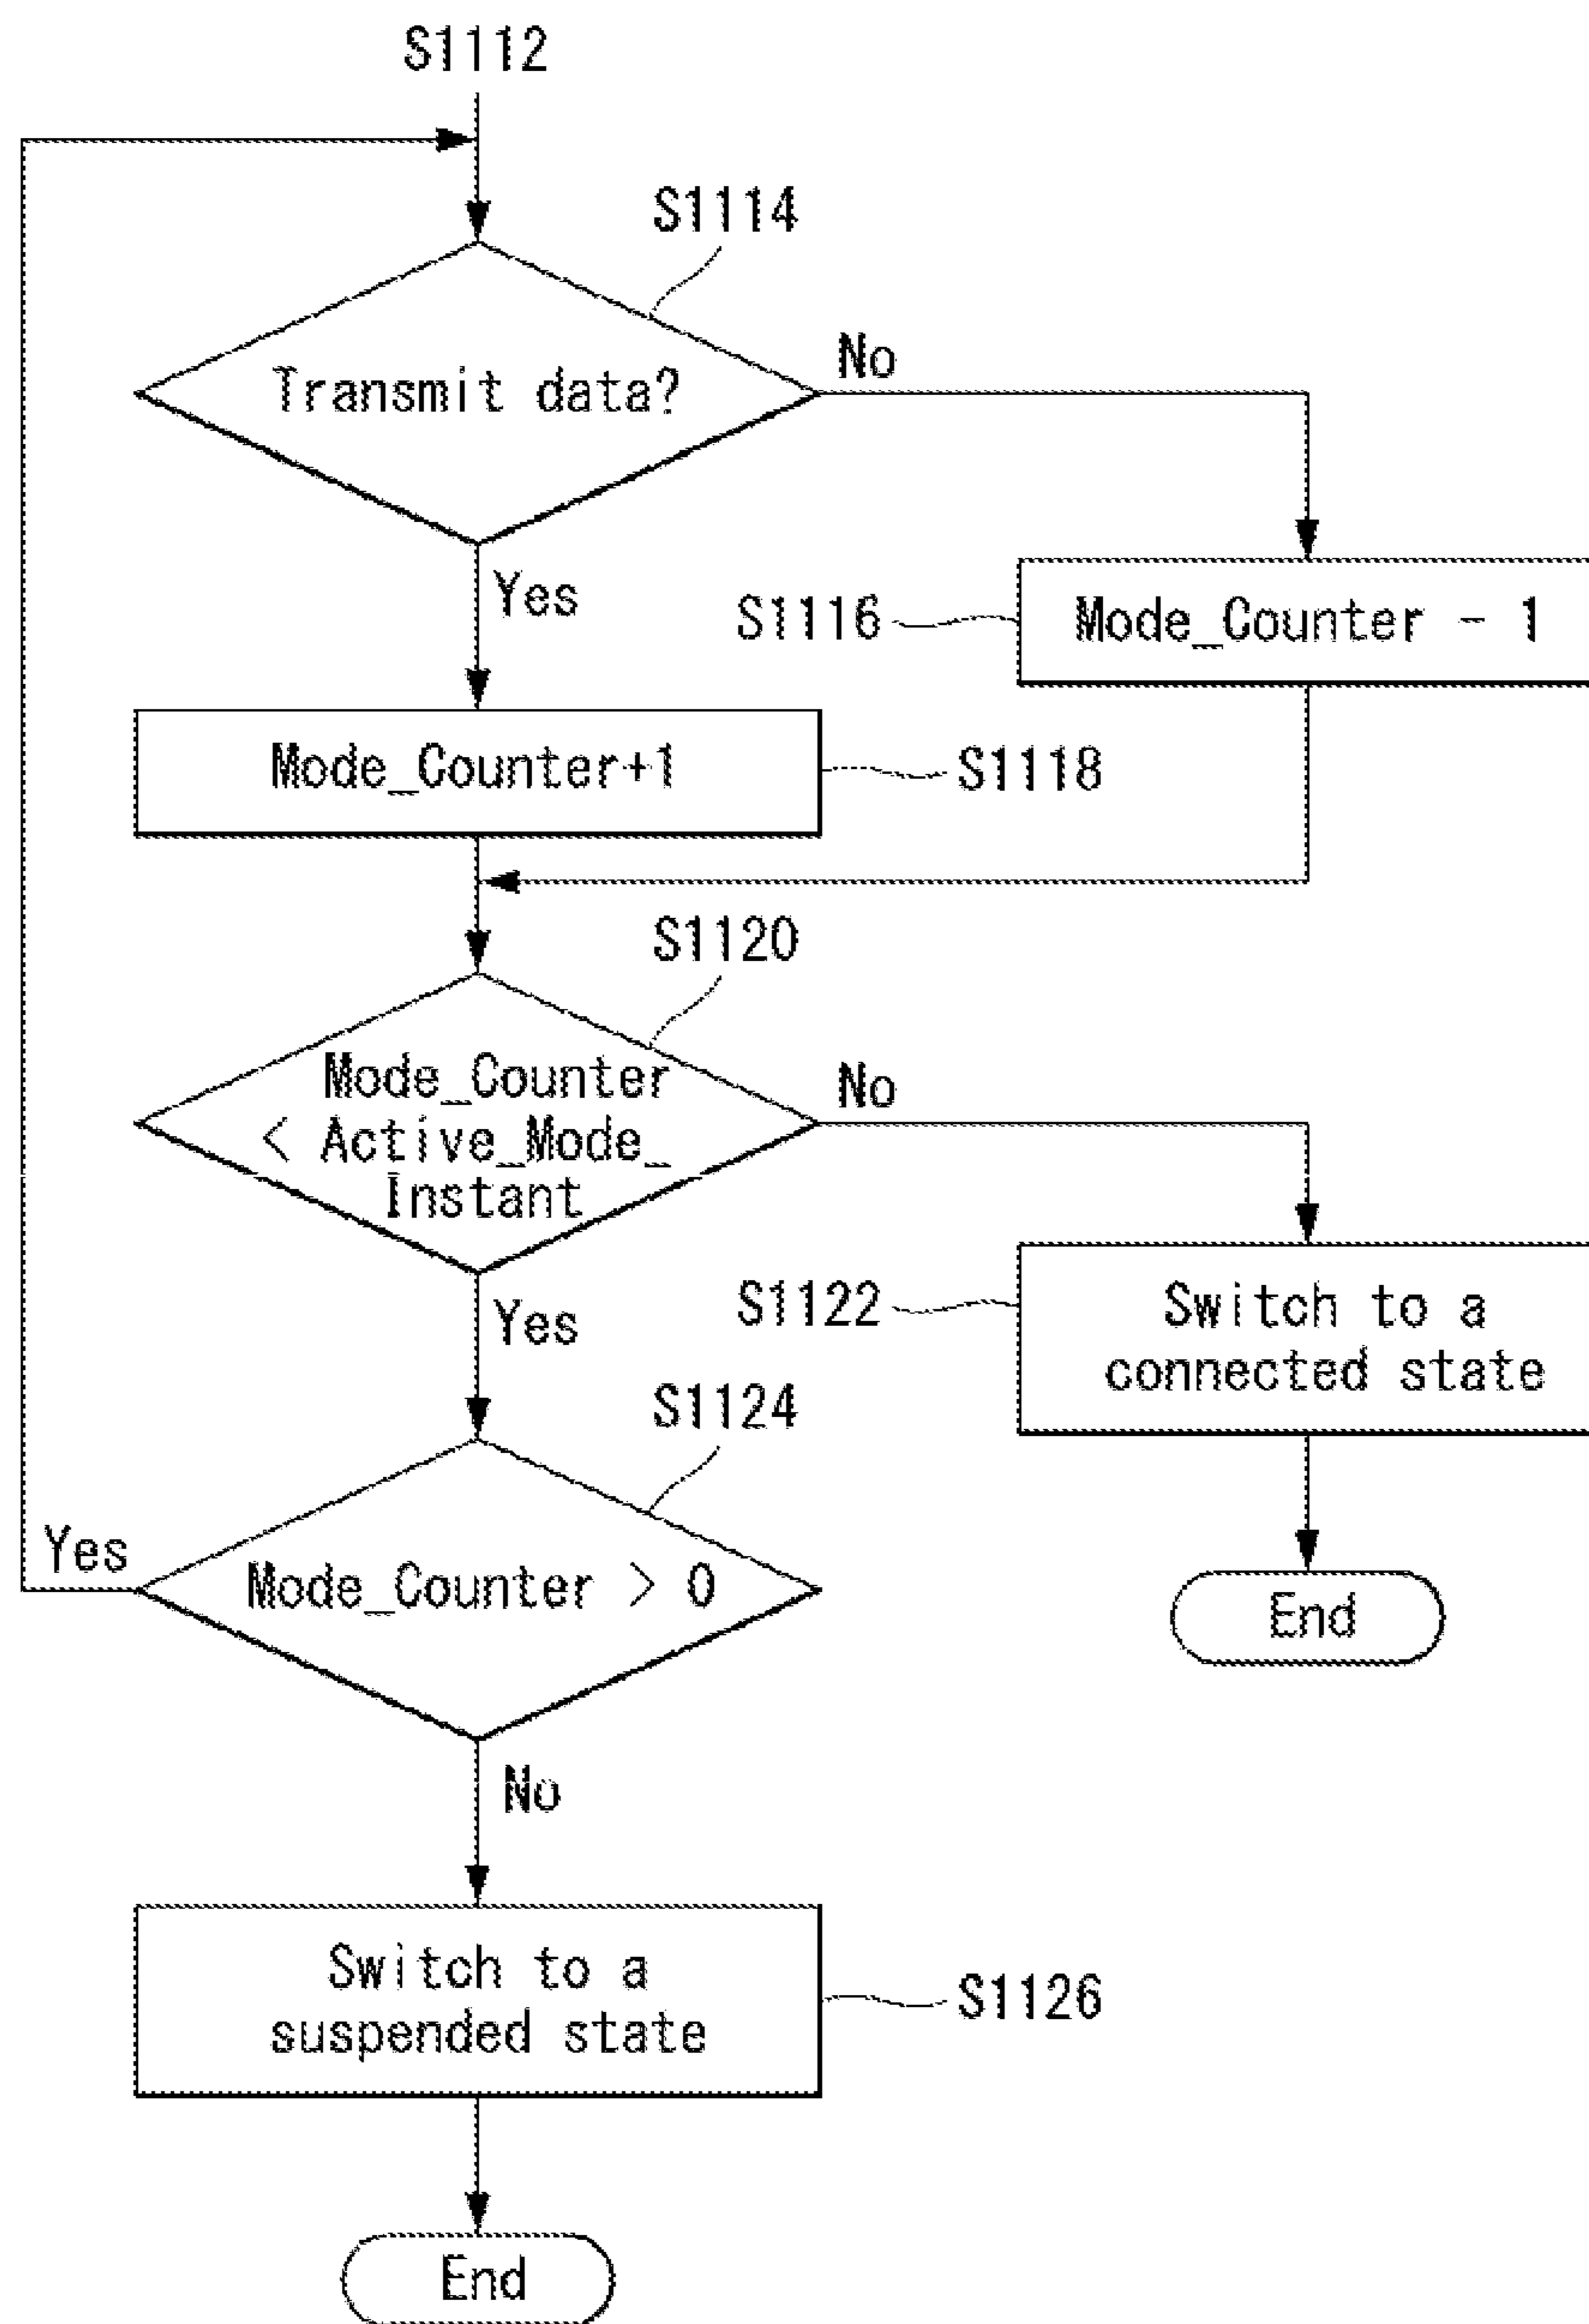 S1112
S1114
Transmit data?
No
Yes
S1116
Mode_Counter - 1
Mode_Counter+1
S1118
S1120
Mode_Counter
< Active_Mode_
Instant
No
Yes
S1122
Switch to a
connected state
S1124
Yes
Mode_Counter > 0
End
No
Switch to a
suspended state
S1126
End